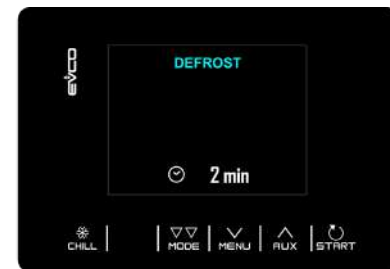 evco
DEFROST
2 min
CHILL
MODE
MENU
AUX
START